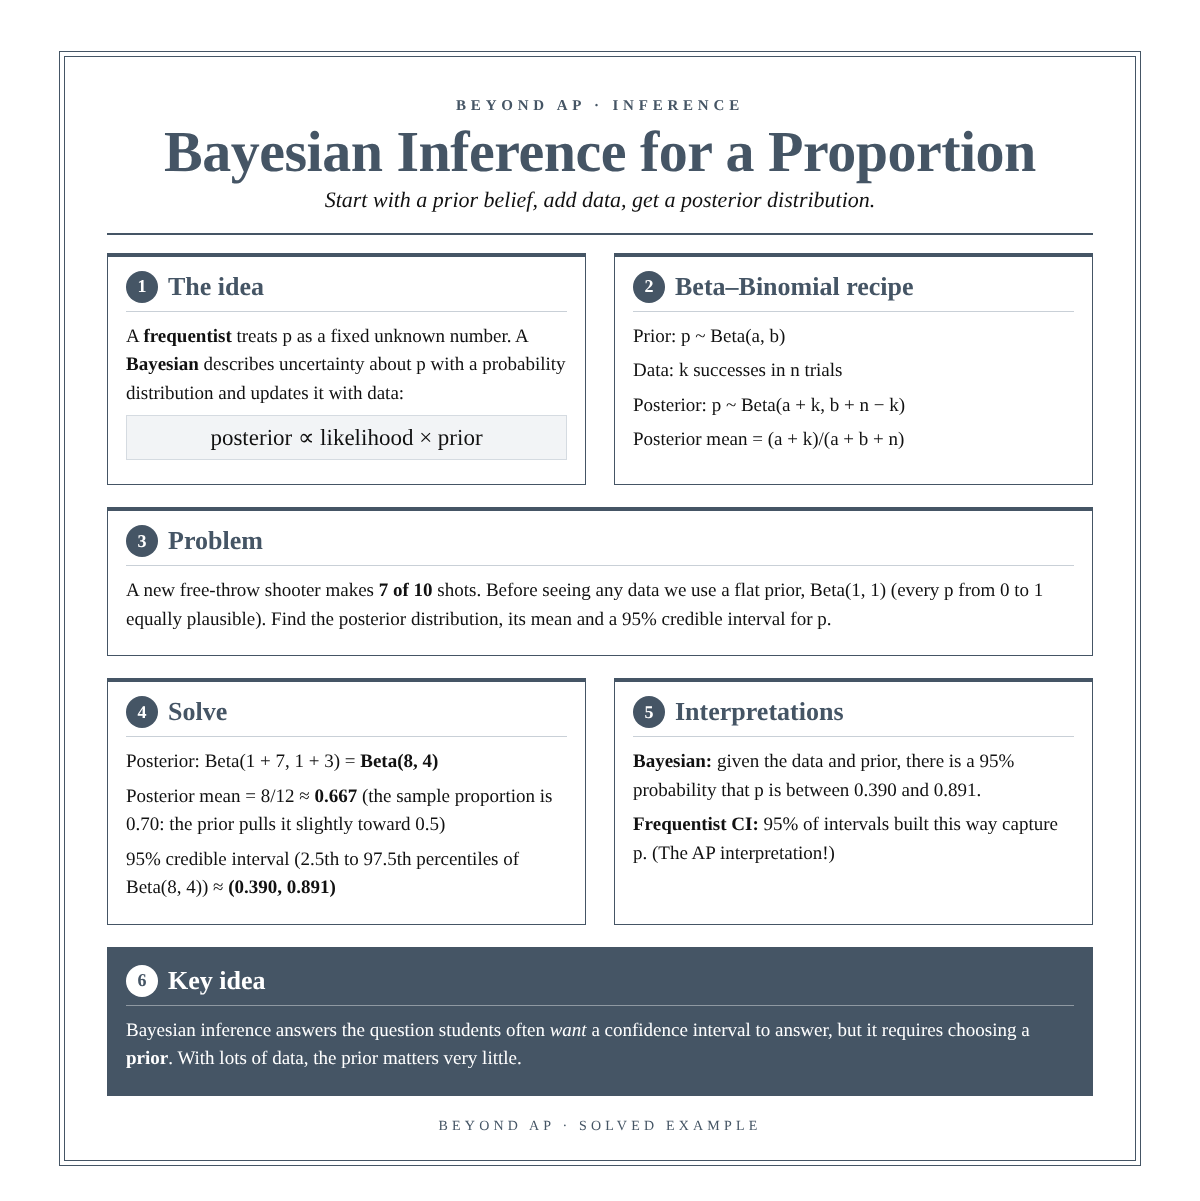 BEYOND AP · INFERENCE
Bayesian Inference for a Proportion
Start with a prior belief, add data, get a posterior distribution.
1 The idea
A frequentist treats p as a fixed unknown number. A
Bayesian describes uncertainty about p with a probability
distribution and updates it with data:
posterior ∝ likelihood × prior
2 Beta–Binomial recipe
Prior: p ~ Beta(a, b)
Data: k successes in n trials
Posterior: p ~ Beta(a + k, b + n − k)
Posterior mean = (a + k)/(a + b + n)
3 Problem
A new free-throw shooter makes 7 of 10 shots. Before seeing any data we use a flat prior, Beta(1, 1) (every p from 0 to 1
equally plausible). Find the posterior distribution, its mean and a 95% credible interval for p.
4 Solve
Posterior: Beta(1 + 7, 1 + 3) = Beta(8, 4)
Posterior mean = 8/12 ≈ 0.667 (the sample proportion is
0.70: the prior pulls it slightly toward 0.5)
95% credible interval (2.5th to 97.5th percentiles of
Beta(8, 4)) ≈ (0.390, 0.891)
5 Interpretations
Bayesian: given the data and prior, there is a 95%
probability that p is between 0.390 and 0.891.
Frequentist CI: 95% of intervals built this way capture
p. (The AP interpretation!)
6 Key idea
Bayesian inference answers the question students often want a confidence interval to answer, but it requires choosing a
prior. With lots of data, the prior matters very little.
BEYOND AP · SOLVED EXAMPLE